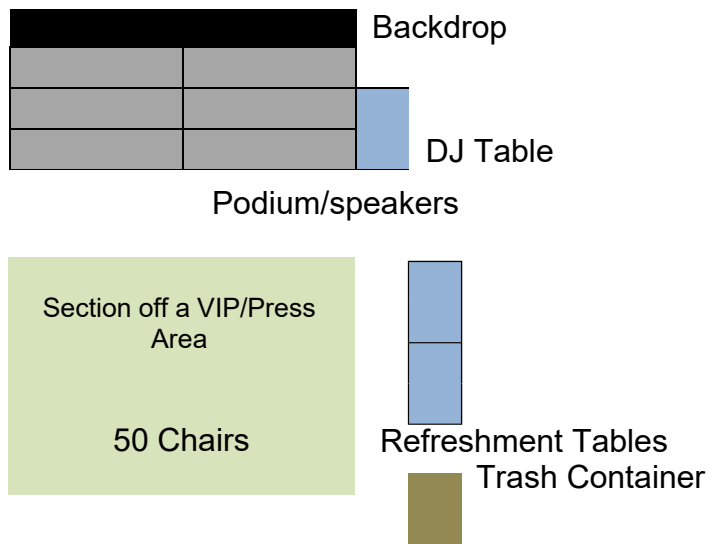 Backdrop
DJ Table
Podium/speakers
Section off a VIP/Press
Area
50 Chairs
Refreshment Tables
Trash Container